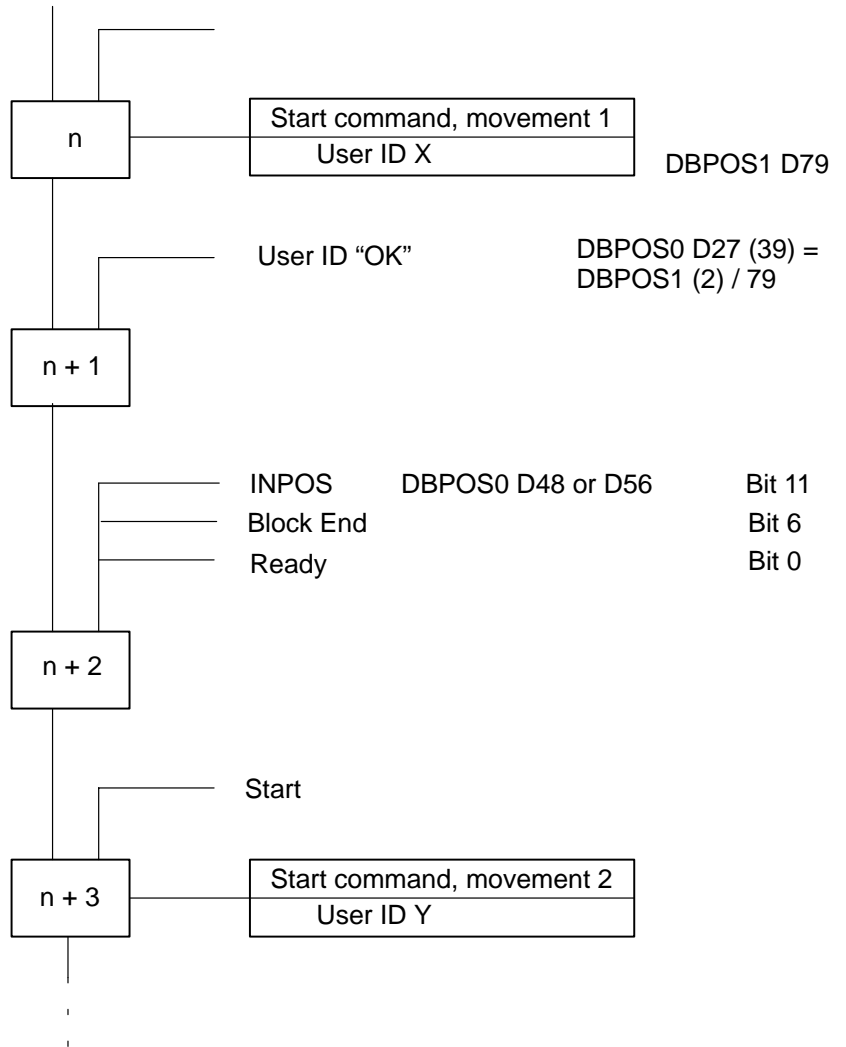 n
Start command, movement 1
User ID X
DBPOS1 D79
User ID “OK”
DBPOS0 D27 (39) =
DBPOS1 (2) / 79
n + 1
INPOS DBPOS0 D48 or D56 Bit 11
Block End Bit 6
Ready Bit 0
n + 2
Start
n + 3
Start command, movement 2
User ID Y